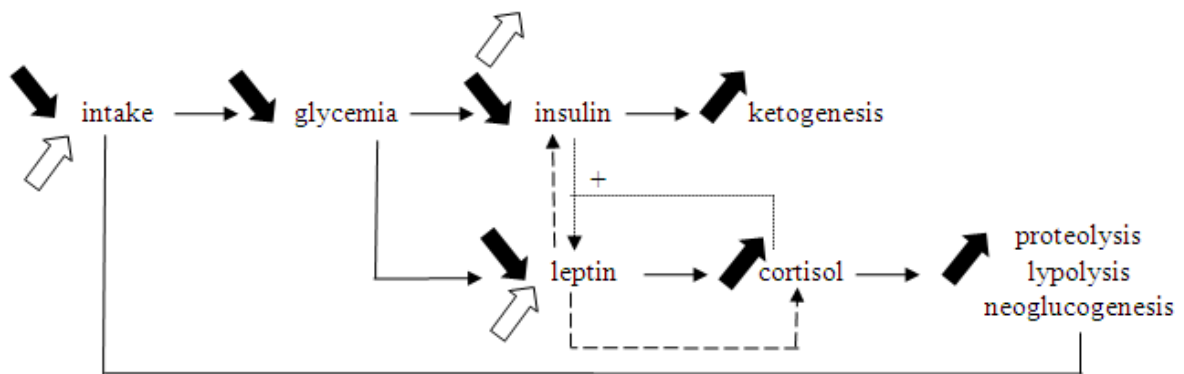 intake
glycemia
insulin
ketogenesis
+
leptin
cortisol
proteolysis
lypolysis
neoglucogenesis